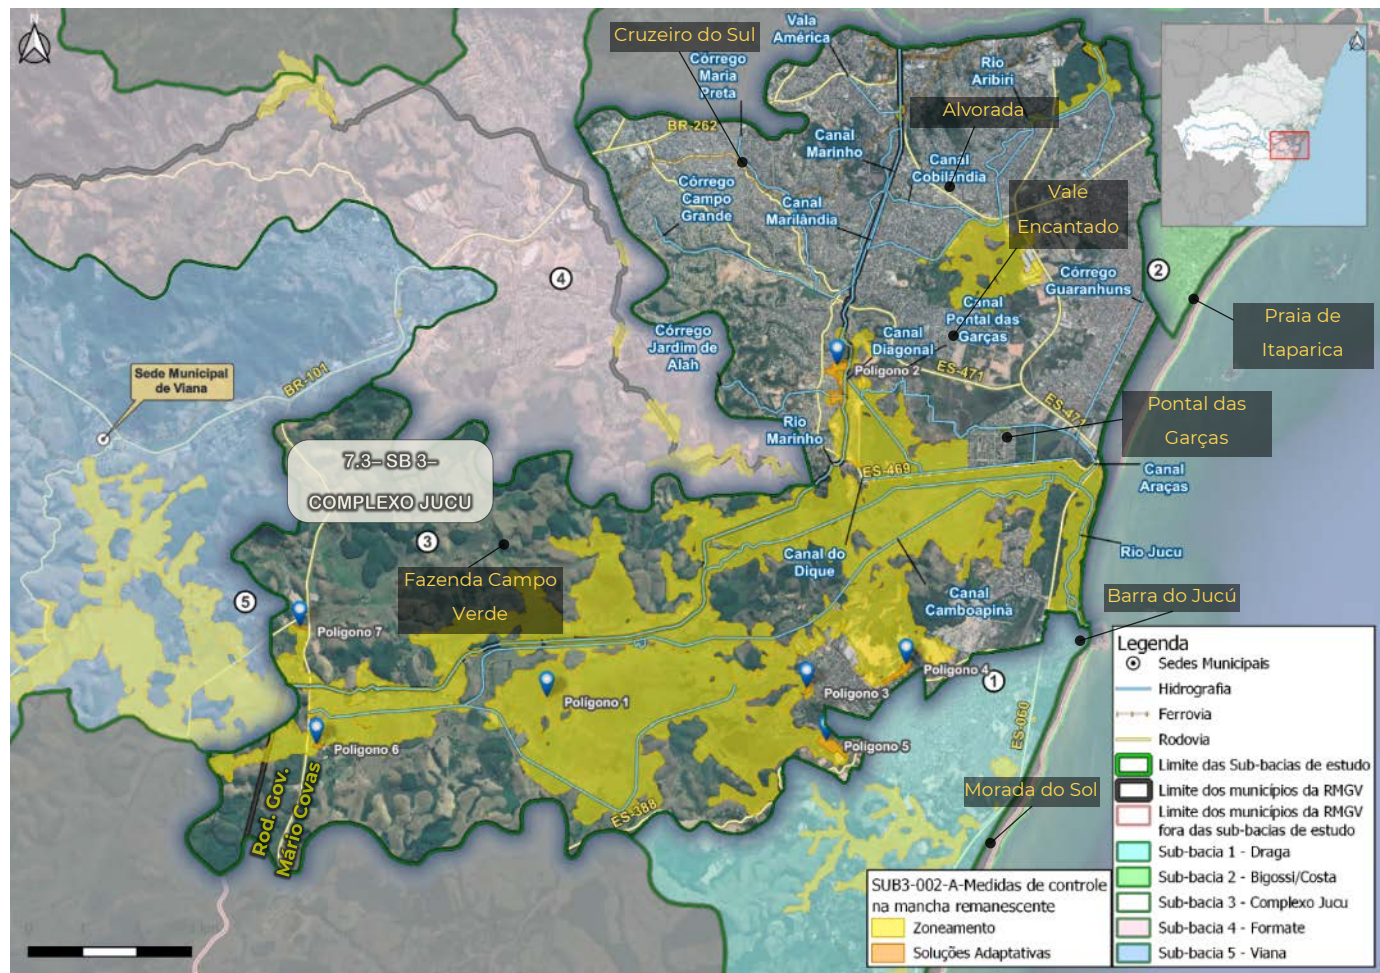 N
Vala
América
Cruzeiro do Sul
Córrego
Maria
Preta
Rio
Aribiri
Alvorada
BR-262
Canal
Marinho
Canal
Cobilândia
Córrego
Campo
Grande
Canal
Marilândia
Vale
Encantado
Córrego
Guaranhuns
2
4
Canal
Pontal das
Garças
Praia de
Itaparica
Córrego
Jardim de
Alah
Canal
Diagonal
Polígono 2
ES-471
Sede Municipal
de Viana
BR-101
ES-471
Pontal das
Garças
Rio
Marinho
7.3– SB 3–
COMPLEXO JUCU
ES-469
Canal
Araças
3
Canal do
Dique
Rio Jucu
Fazenda Campo
Verde
Canal
Camboapina
Barra do Jucú
5
Polígono 7
Polígono 4
1
Polígono 1
Polígono 3
Polígono 6
Polígono 5
ES-060
Rod. Gov.
Mário Covas
ES-388
Morada do Sol
Legenda
Sedes Municipais
Hidrografia
Ferrovia
Rodovia
Limite das Sub-bacias de estudo
Limite dos municípios da RMGV
Limite dos municípios da RMGV
fora das sub-bacias de estudo
Sub-bacia 1 - Draga
Sub-bacia 2 - Bigossi/Costa
Sub-bacia 3 - Complexo Jucu
Sub-bacia 4 - Formate
Sub-bacia 5 - Viana
SUB3-002-A-Medidas de controle
na mancha remanescente
Zoneamento
Soluções Adaptativas